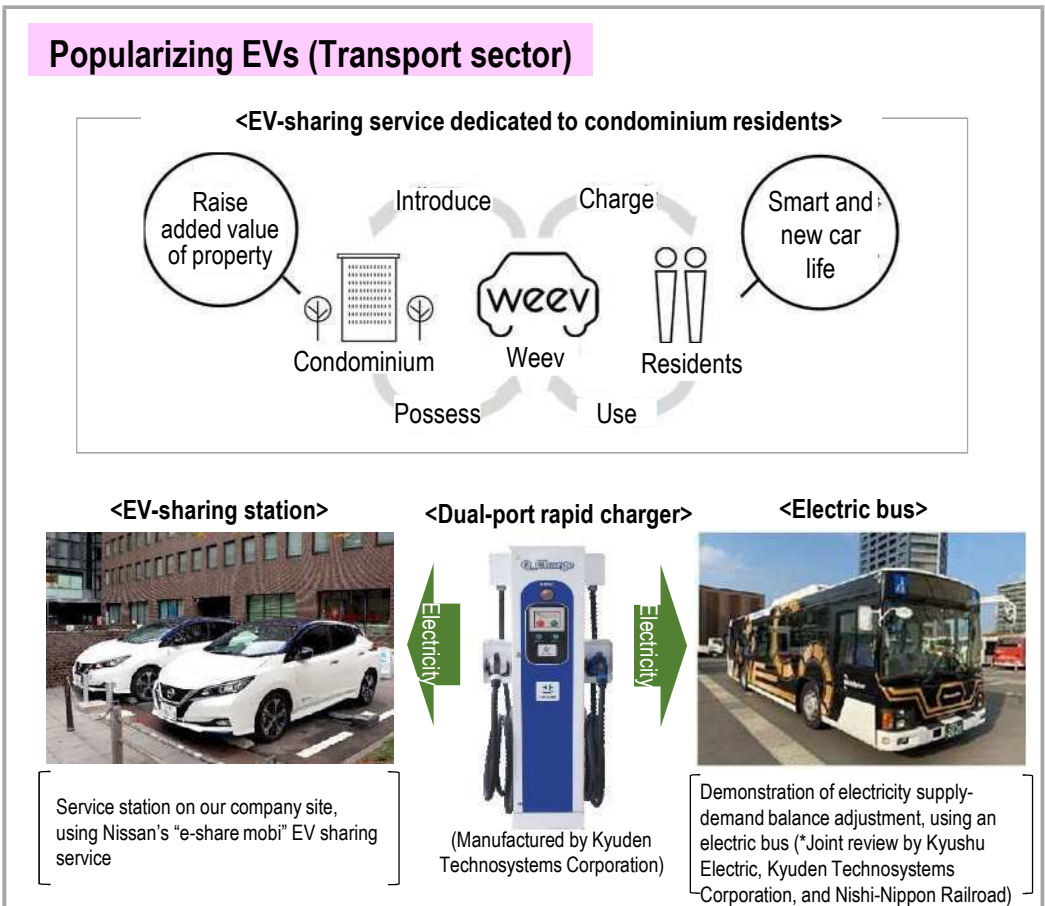 Popularizing EVs (Transport sector)
<EV-sharing service dedicated to condominium residents>
Raise
added value
of property
Introduce
Charge
Smart and
new car
life
weev
Condominium
Weev
Residents
Possess
Use
<EV-sharing station>
<Dual-port rapid charger>
<Electric bus>
Electricity
Electricity
Service station on our company site,
using Nissan's “e-share mobi” EV sharing
service
(Manufactured by Kyuden
Technosystems Corporation)
Demonstration of electricity supply-
demand balance adjustment, using an
electric bus (*Joint review by Kyushu
Electric, Kyuden Technosystems
Corporation, and Nishi-Nippon Railroad)